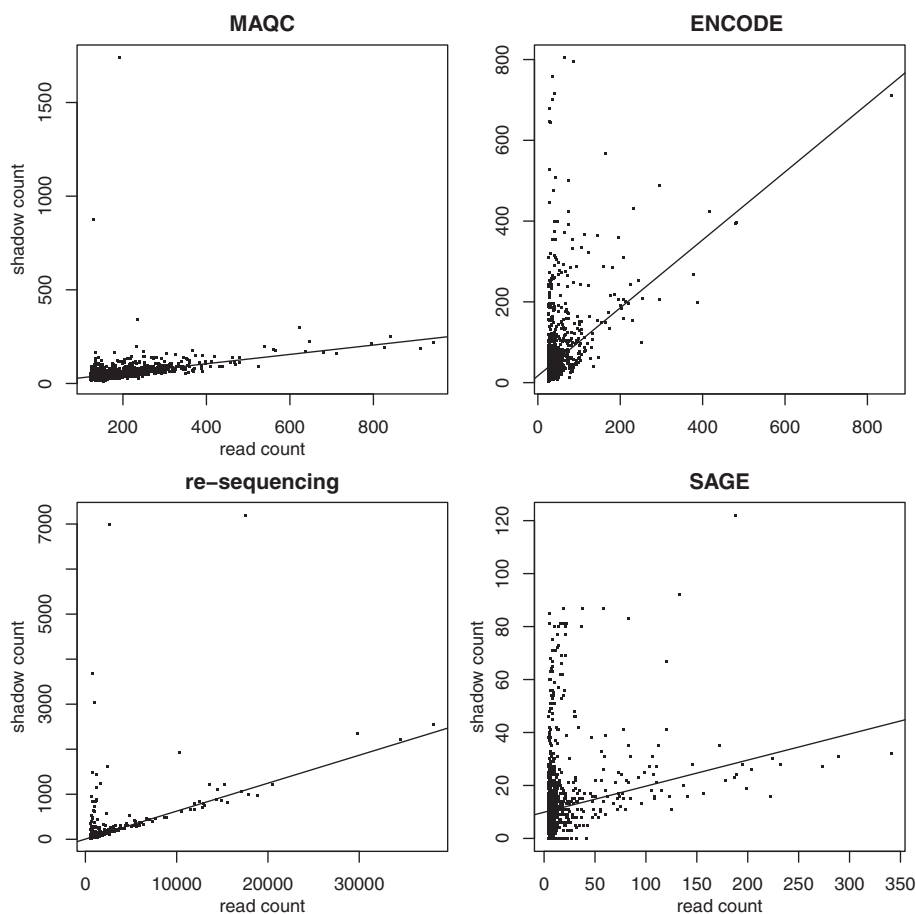 MAQC
shadow count
0 500 1000 1500
200 400 600 800
read count
ENCODE
0 200 400 600 800
0 200 400 600 800
re−sequencing
shadow count
0 1000 3000 5000 7000
0 10000 20000 30000
read count
SAGE
shadow count
0 20 40 60 80 100 120
0 50 100 150 200 250 300 350
read count